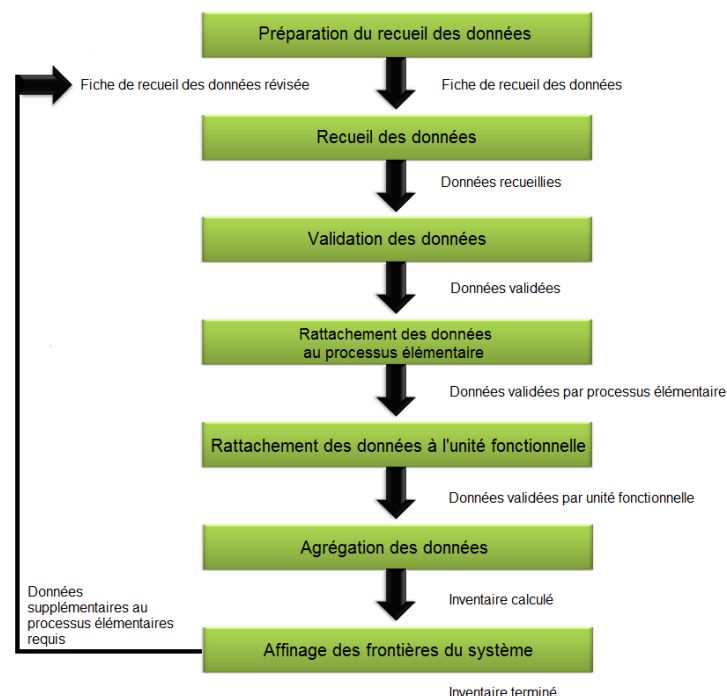 Préparation du recueil des données
Fiche de recueil des données révisée
Fiche de recueil des données
Recueil des données
Données recueillies
Validation des données
Données validées
Rattachement des données
au processus élémentaire
Données validées par processus élémentaire
Rattachement des données à l'unité fonctionnelle
Données validées par unité fonctionnelle
Agrégation des données
Données
supplémentaires au
processus élémentaires
requis
Inventaire calculé
Affinage des frontières du système
Inventaire terminé